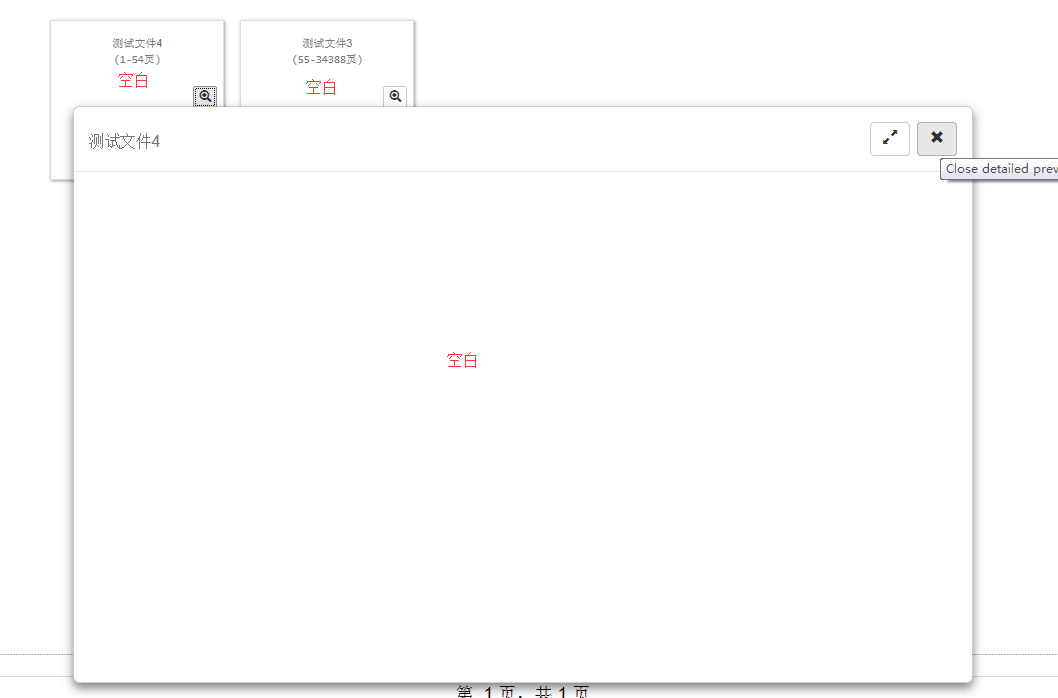 测试文件4
(1-54页)
空白
测试文件3
(55-34388页)
空白
测试文件4
Close detailed prev
空白
第 1 页, 共 1 页